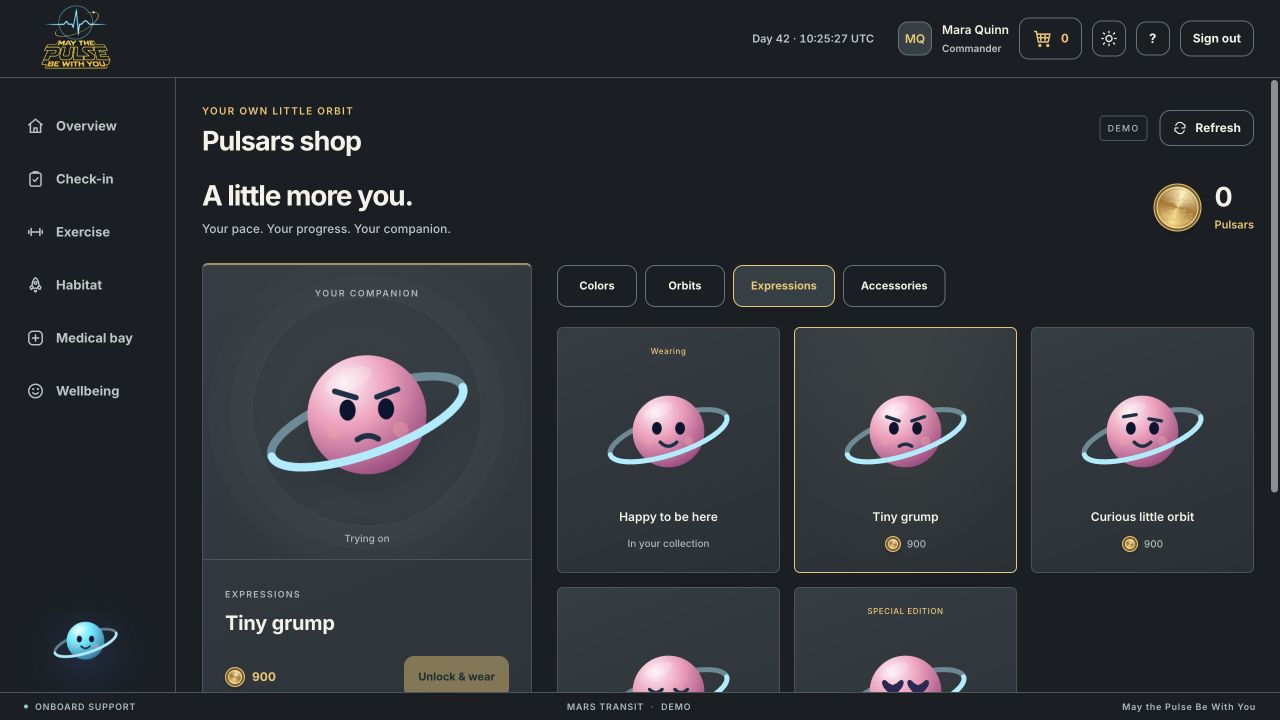 MAY THE
PULSE
BE WITH YOU
Day 42 · 10:25:27 UTC
MQ
Mara Quinn
Commander
0
?
Sign out
Overview
Check-in
Exercise
Habitat
Medical bay
Wellbeing
YOUR OWN LITTLE ORBIT
Pulsars shop
DEMO
Refresh
A little more you.
Your pace. Your progress. Your companion.
0
Pulsars
YOUR COMPANION
Trying on
EXPRESSIONS
Tiny grump
900
Unlock & wear
Colors
Orbits
Expressions
Accessories
Wearing
Happy to be here
In your collection
Tiny grump
900
Curious little orbit
900
SPECIAL EDITION
ONBOARD SUPPORT
MARS TRANSIT · DEMO
May the Pulse Be With You